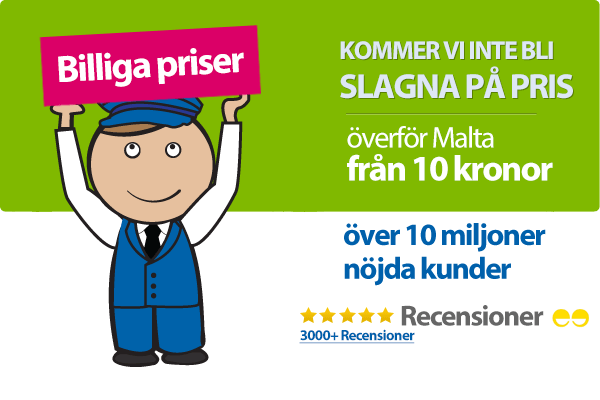 Billiga priser
KOMMER VI INTE BLI
SLAGNA PÅ PRIS
överför Malta
från 10 kronor
över 10 miljoner
nöjda kunder
Recensioner
3000+ Recensioner